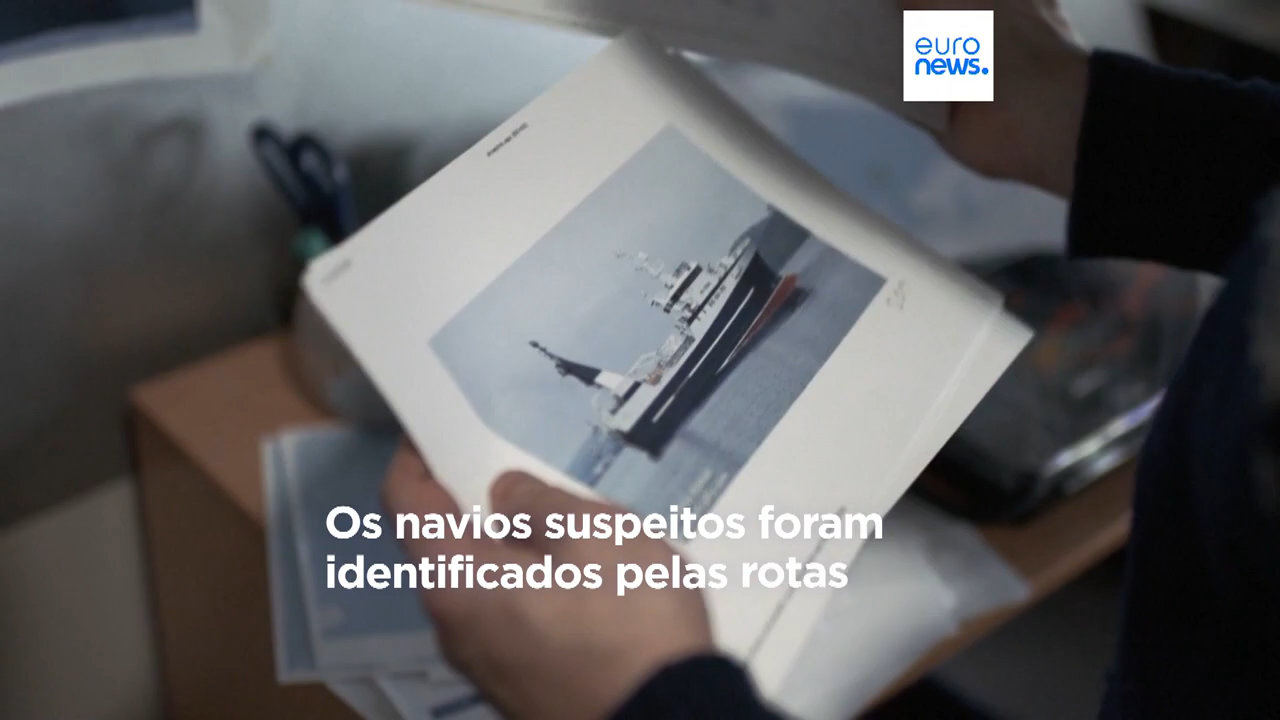 euro
news.
Os navios suspeitos foram
identificados pelas rotas